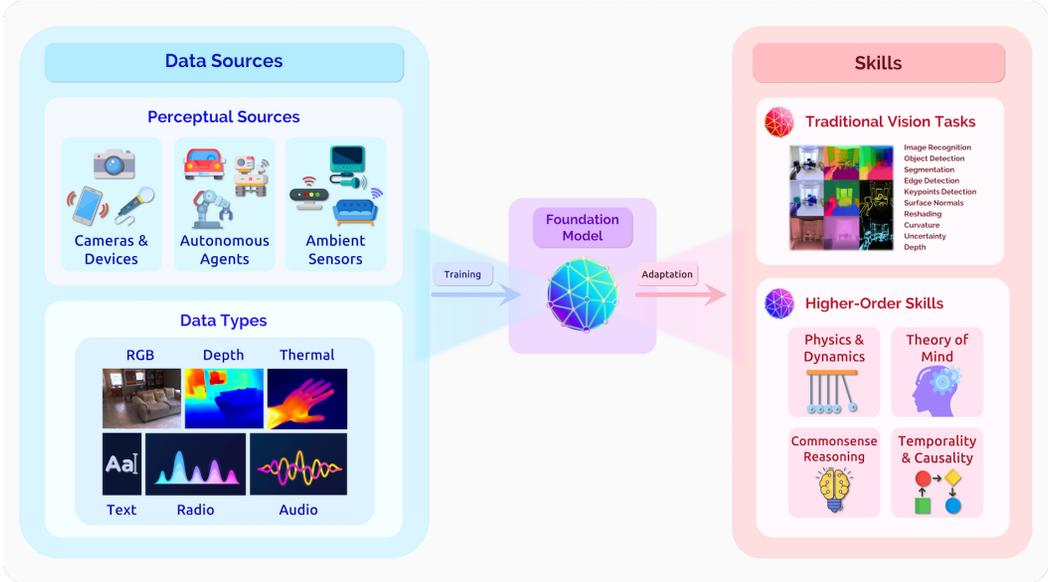 Data Sources
Perceptual Sources
Cameras &
Devices
Autonomous
Agents
Ambient
Sensors
Data Types
RGB
Depth
Thermal
Aa
Text
Radio
Audio
Training
Foundation
Model
Adaptation
Skills
Traditional Vision Tasks
Image Recognition
Object Detection
Segmentation
Edge Detection
Keypoints Detection
Surface Normals
Reshading
Curvature
Uncertainty
Depth
Higher-Order Skills
Physics &
Dynamics
Theory of
Mind
Commonsense
Reasoning
Temporality
& Causality